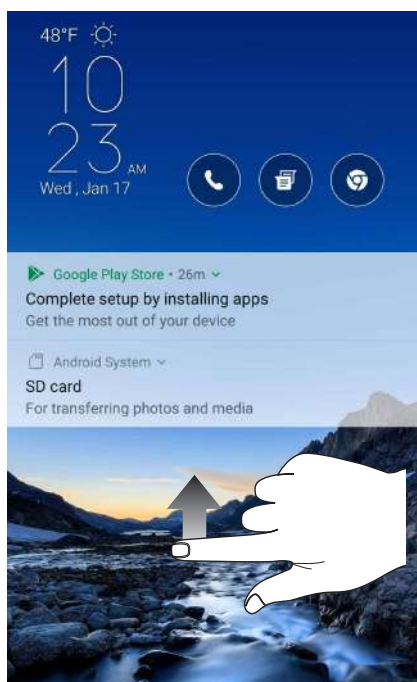 48°F
10
23 AM
Wed , Jan 17
Google Play Store • 26m
Complete setup by installing apps
Get the most out of your device
Android System
SD card
For transferring photos and media